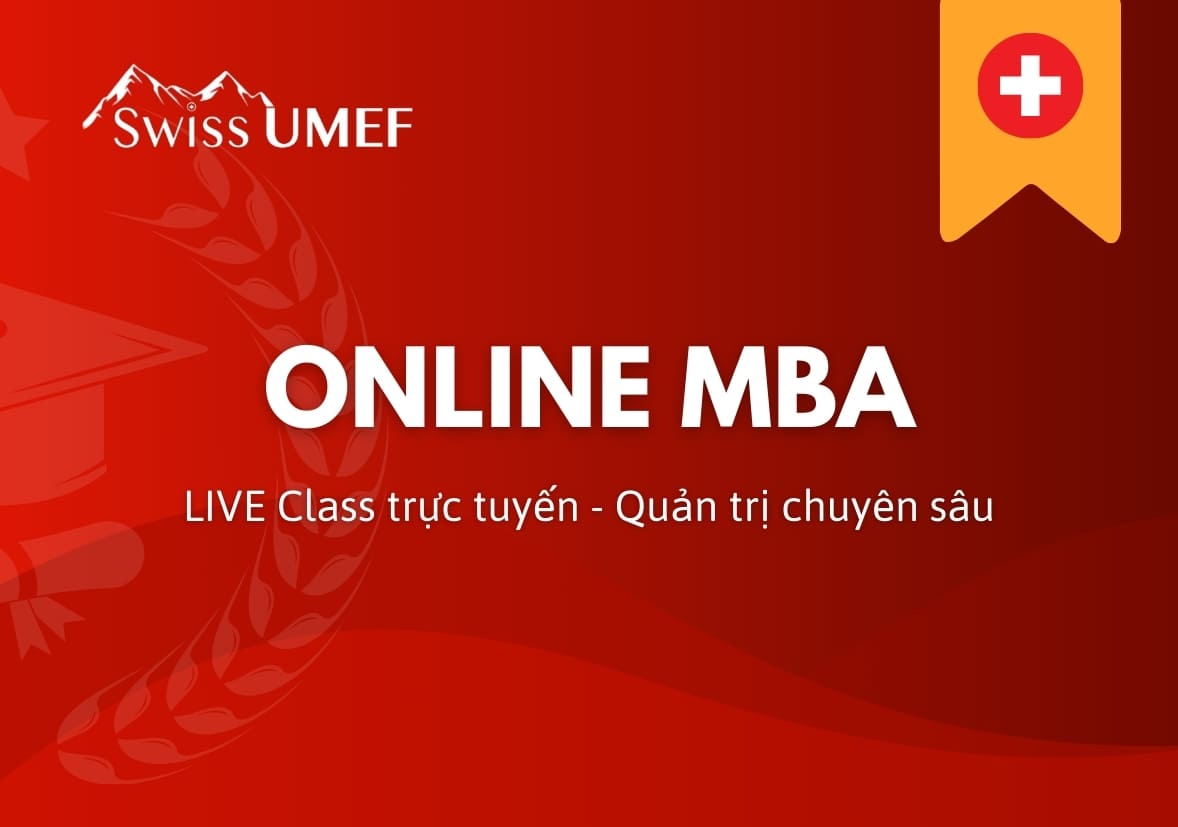 Swiss UMEF
ONLINE MBA
LIVE Class trực tuyến - Quản trị chuyên sâu